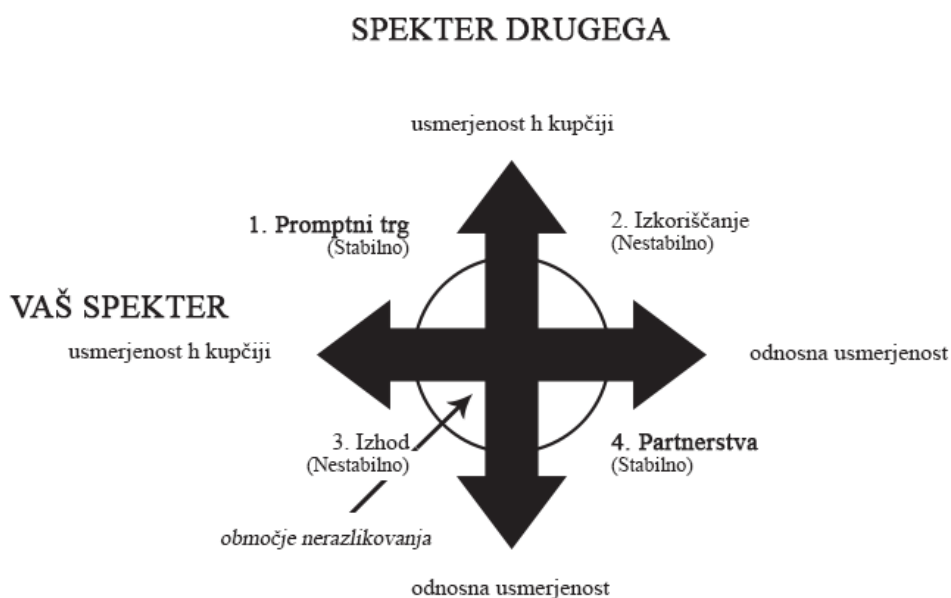 SPEKTER DRUGEGA
usmerjenost h kupčiji
1. Promptni trg
(Stabilno)
2. Izkoriščanje
(Nestabilno)
VAŠ SPEKTER
usmerjenost h kupčiji
odnosna usmerjenost
3. Izhod
(Nestabilno)
4. Partnerstva
(Stabilno)
območje nerazlikovanja
odnosna usmerjenost